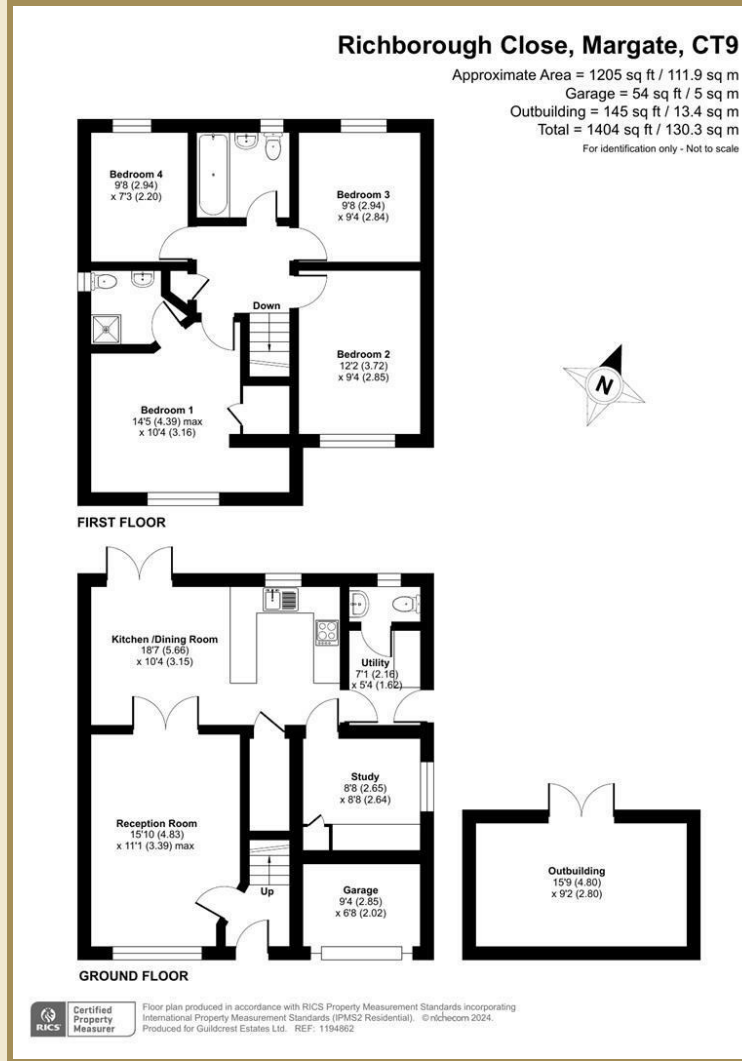 Richborough Close, Margate, CT9
Approximate Area = 1205 sq ft / 111.9 sq m
Garage = 54 sq ft / 5 sq m
Outbuilding = 145 sq ft / 13.4 sq m
Total = 1404 sq ft / 130.3 sq m
For identification only - Not to scale
Bedroom 4
9'8 (2.94)
x 7'3 (2.20)
Bedroom 3
9'8 (2.94)
x 9'4 (2.84)
Down
Bedroom 2
12'2 (3.72)
x 9'4 (2.85)
Bedroom 1
14'5 (4.39) max
x 10'4 (3.16)
N
FIRST FLOOR
Kitchen /Dining Room
18'7 (5.66)
x 10'4 (3.15)
Utility
7'1 (2.16)
x 5'4 (1.62)
Study
8'8 (2.65)
x 8'8 (2.64)
Reception Room
15'10 (4.83)
x 11'1 (3.39) max
Up
Garage
9'4 (2.85)
x 6'8 (2.02)
Outbuilding
15'9 (4.80)
x 9'2 (2.80)
GROUND FLOOR
RICS
Certified
Property
Measurer
Floor plan produced in accordance with RICS Property Measurement Standards incorporating
International Property Measurement Standards (IPMS2 Residential). ©nichecom 2024.
Produced for Guildcrest Estates Ltd. REF: 1194862